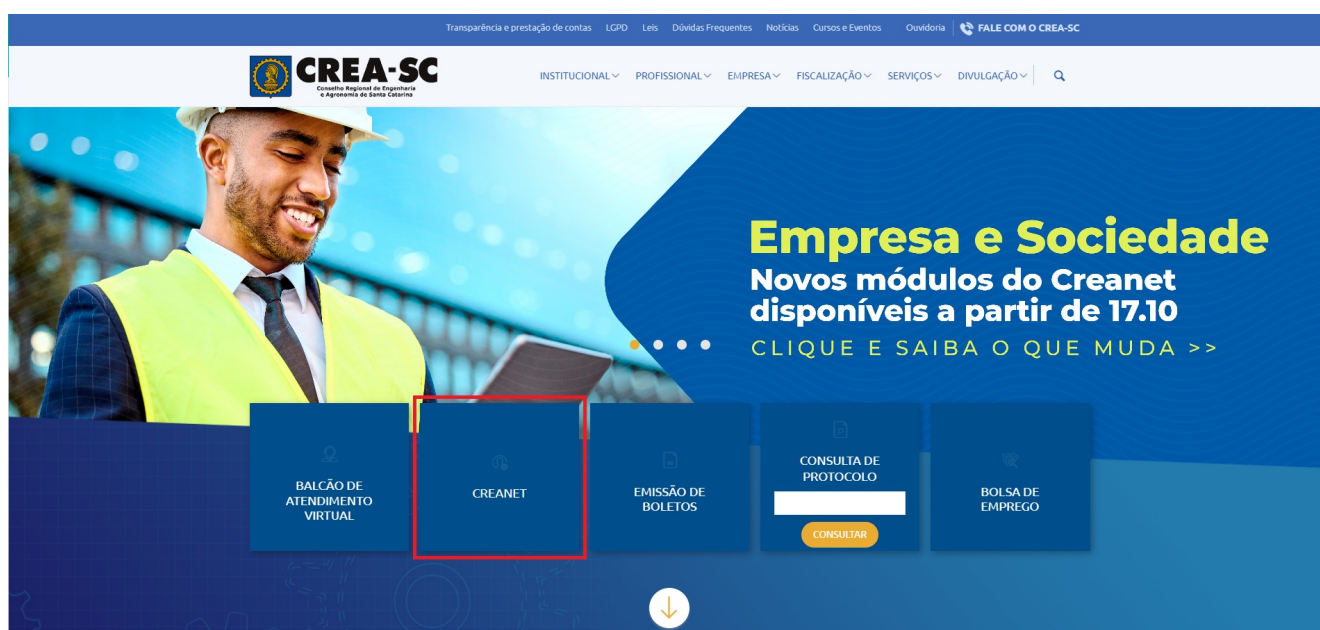 Transparência e prestação de contas LGPD Leis Dúvidas Frequentes Notícias Cursos e Eventos Ouvidoria FALE COM O CREA-SC
CREA-SC
Conselho Regional de Engenharia
e Agronomia de Santa Catarina
INSTITUCIONAL PROFISSIONAL EMPRESA FISCALIZAÇÃO SERVIÇOS DIVULGAÇÃO
Empresa e Sociedade
Novos módulos do Creanet
disponíveis a partir de 17.10
CLIQUE E SAIBA O QUE MUDA >>
BALCÃO DE
ATENDIMENTO
VIRTUAL
CREANET
EMISSÃO DE
BOLETOS
CONSULTA DE
PROTOCOLO
CONSULTAR
BOLSA DE
EMPREGO